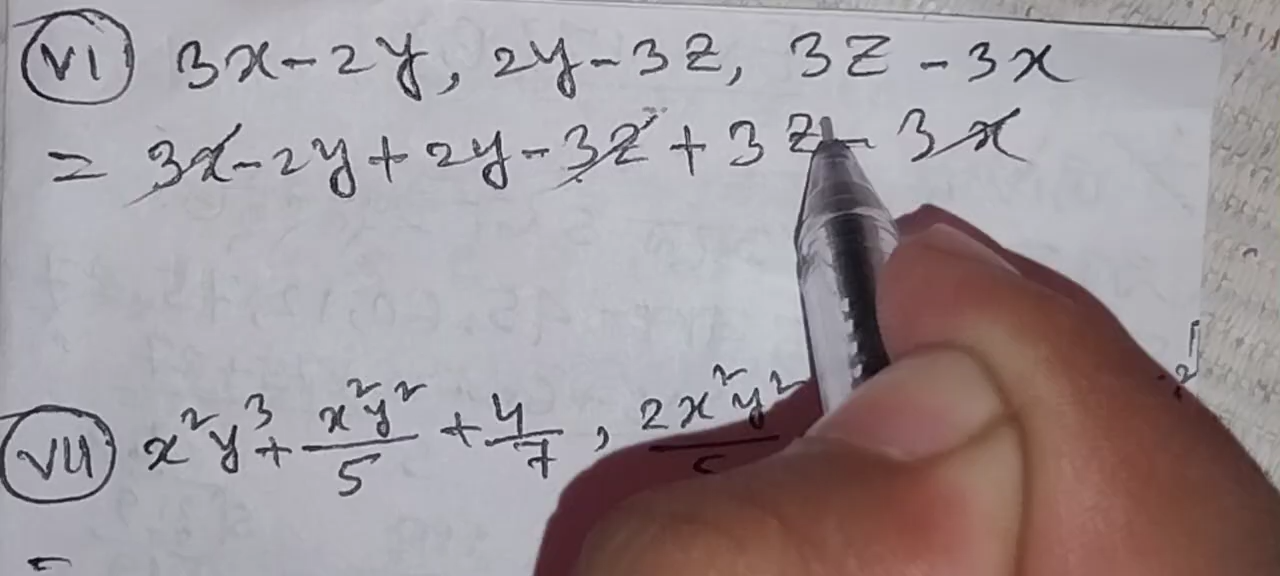 (VI) 3x-2y, 2y-3z, 3z-3x
= 3x-2y+2y-3z+3z-3x
(VII) x²y³+x²y²/5+y/7, 2x²y²
=